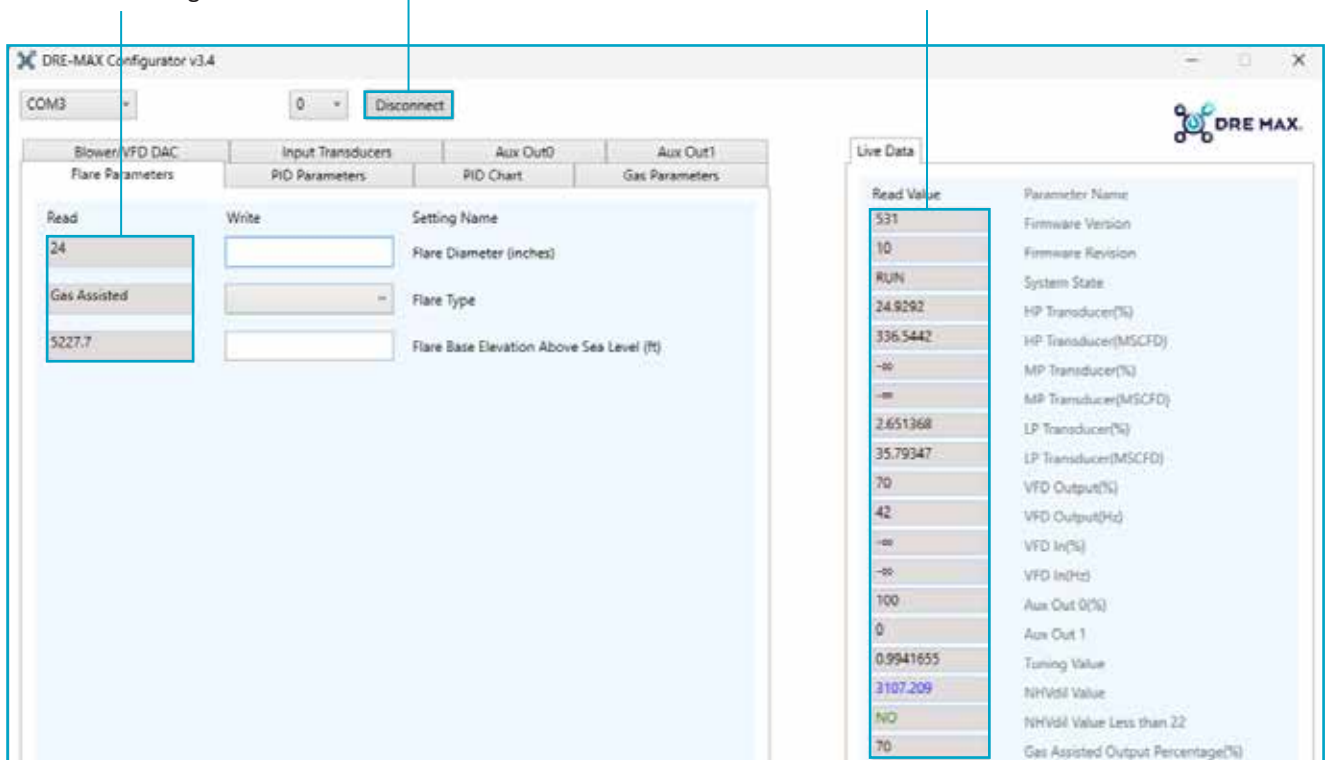 DRE-MAX Configurator v3.4
COM3
0
Disconnect
DRE MAX.
Blower/VFD DAC
Input Transducers
Aux Out0
Aux Out1
Flare Parameters
PID Parameters
PID Chart
Gas Parameters
Read Write Setting Name
24 Flare Diameter (inches)
Gas Assisted Flare Type
5227.7 Flare Base Elevation Above Sea Level (ft)
Live Data
Read Value Parameter Name
531 Firmware Version
10 Firmware Revision
RUN System State
24.9292 HP Transducer(%)
336.5442 HP Transducer(MSCFD)
-∞ MP Transducer(%)
-∞ MP Transducer(MSCFD)
2.651368 LP Transducer(%)
35.79347 LP Transducer(MSCFD)
70 VFD Output(%)
42 VFD Output(Hz)
-∞ VFD In(%)
-∞ VFD In(Hz)
100 Aux Out 0(%)
0 Aux Out 1
0.9941655 Tuning Value
3107.209 NHVdil Value
NO NHVdil Value Less than 22
70 Gas Assisted Output Percentage(%)